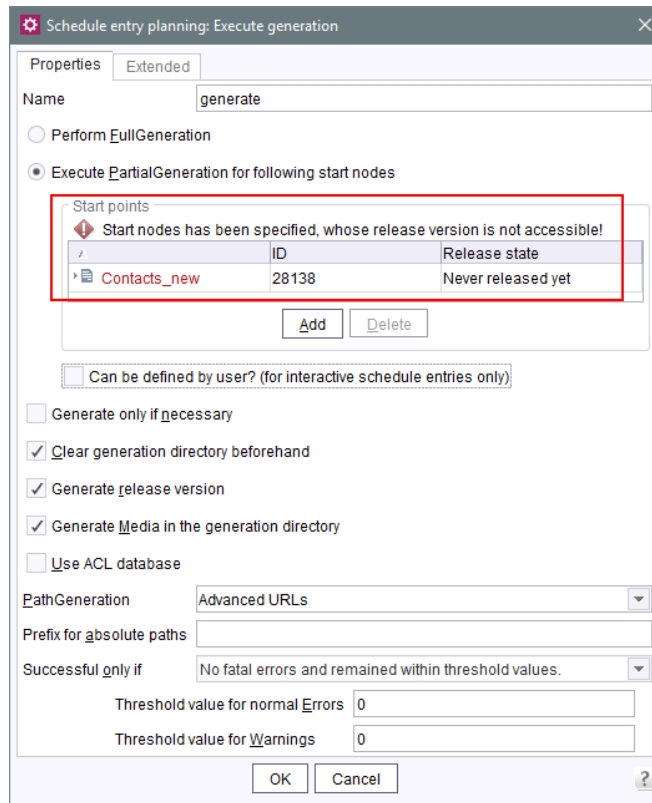 Schedule entry planning: Execute generation
Properties Extended
Name generate
Perform FullGeneration
Execute PartialGeneration for following start nodes
Start points
Start nodes has been specified, whose release version is not accessible!
ID Release state
Contacts_new 28138 Never released yet
Add Delete
Can be defined by user? (for interactive schedule entries only)
Generate only if necessary
Clear generation directory beforehand
Generate release version
Generate Media in the generation directory
Use ACL database
PathGeneration Advanced URLs
Prefix for absolute paths
Successful only if No fatal errors and remained within threshold values.
Threshold value for normal Errors 0
Threshold value for Warnings 0
OK Cancel ?